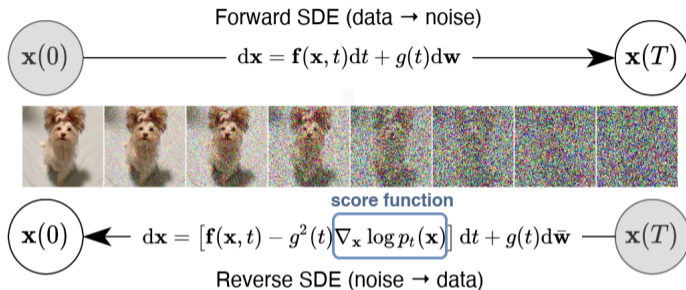 Forward SDE (data → noise)
x(0) dx = f(x, t)dt + g(t)dw x(T)
score function
x(0) dx = [f(x, t) − g²(t)∇ₓ log pₜ(x)] dt + g(t)dw̄ x(T)
Reverse SDE (noise → data)